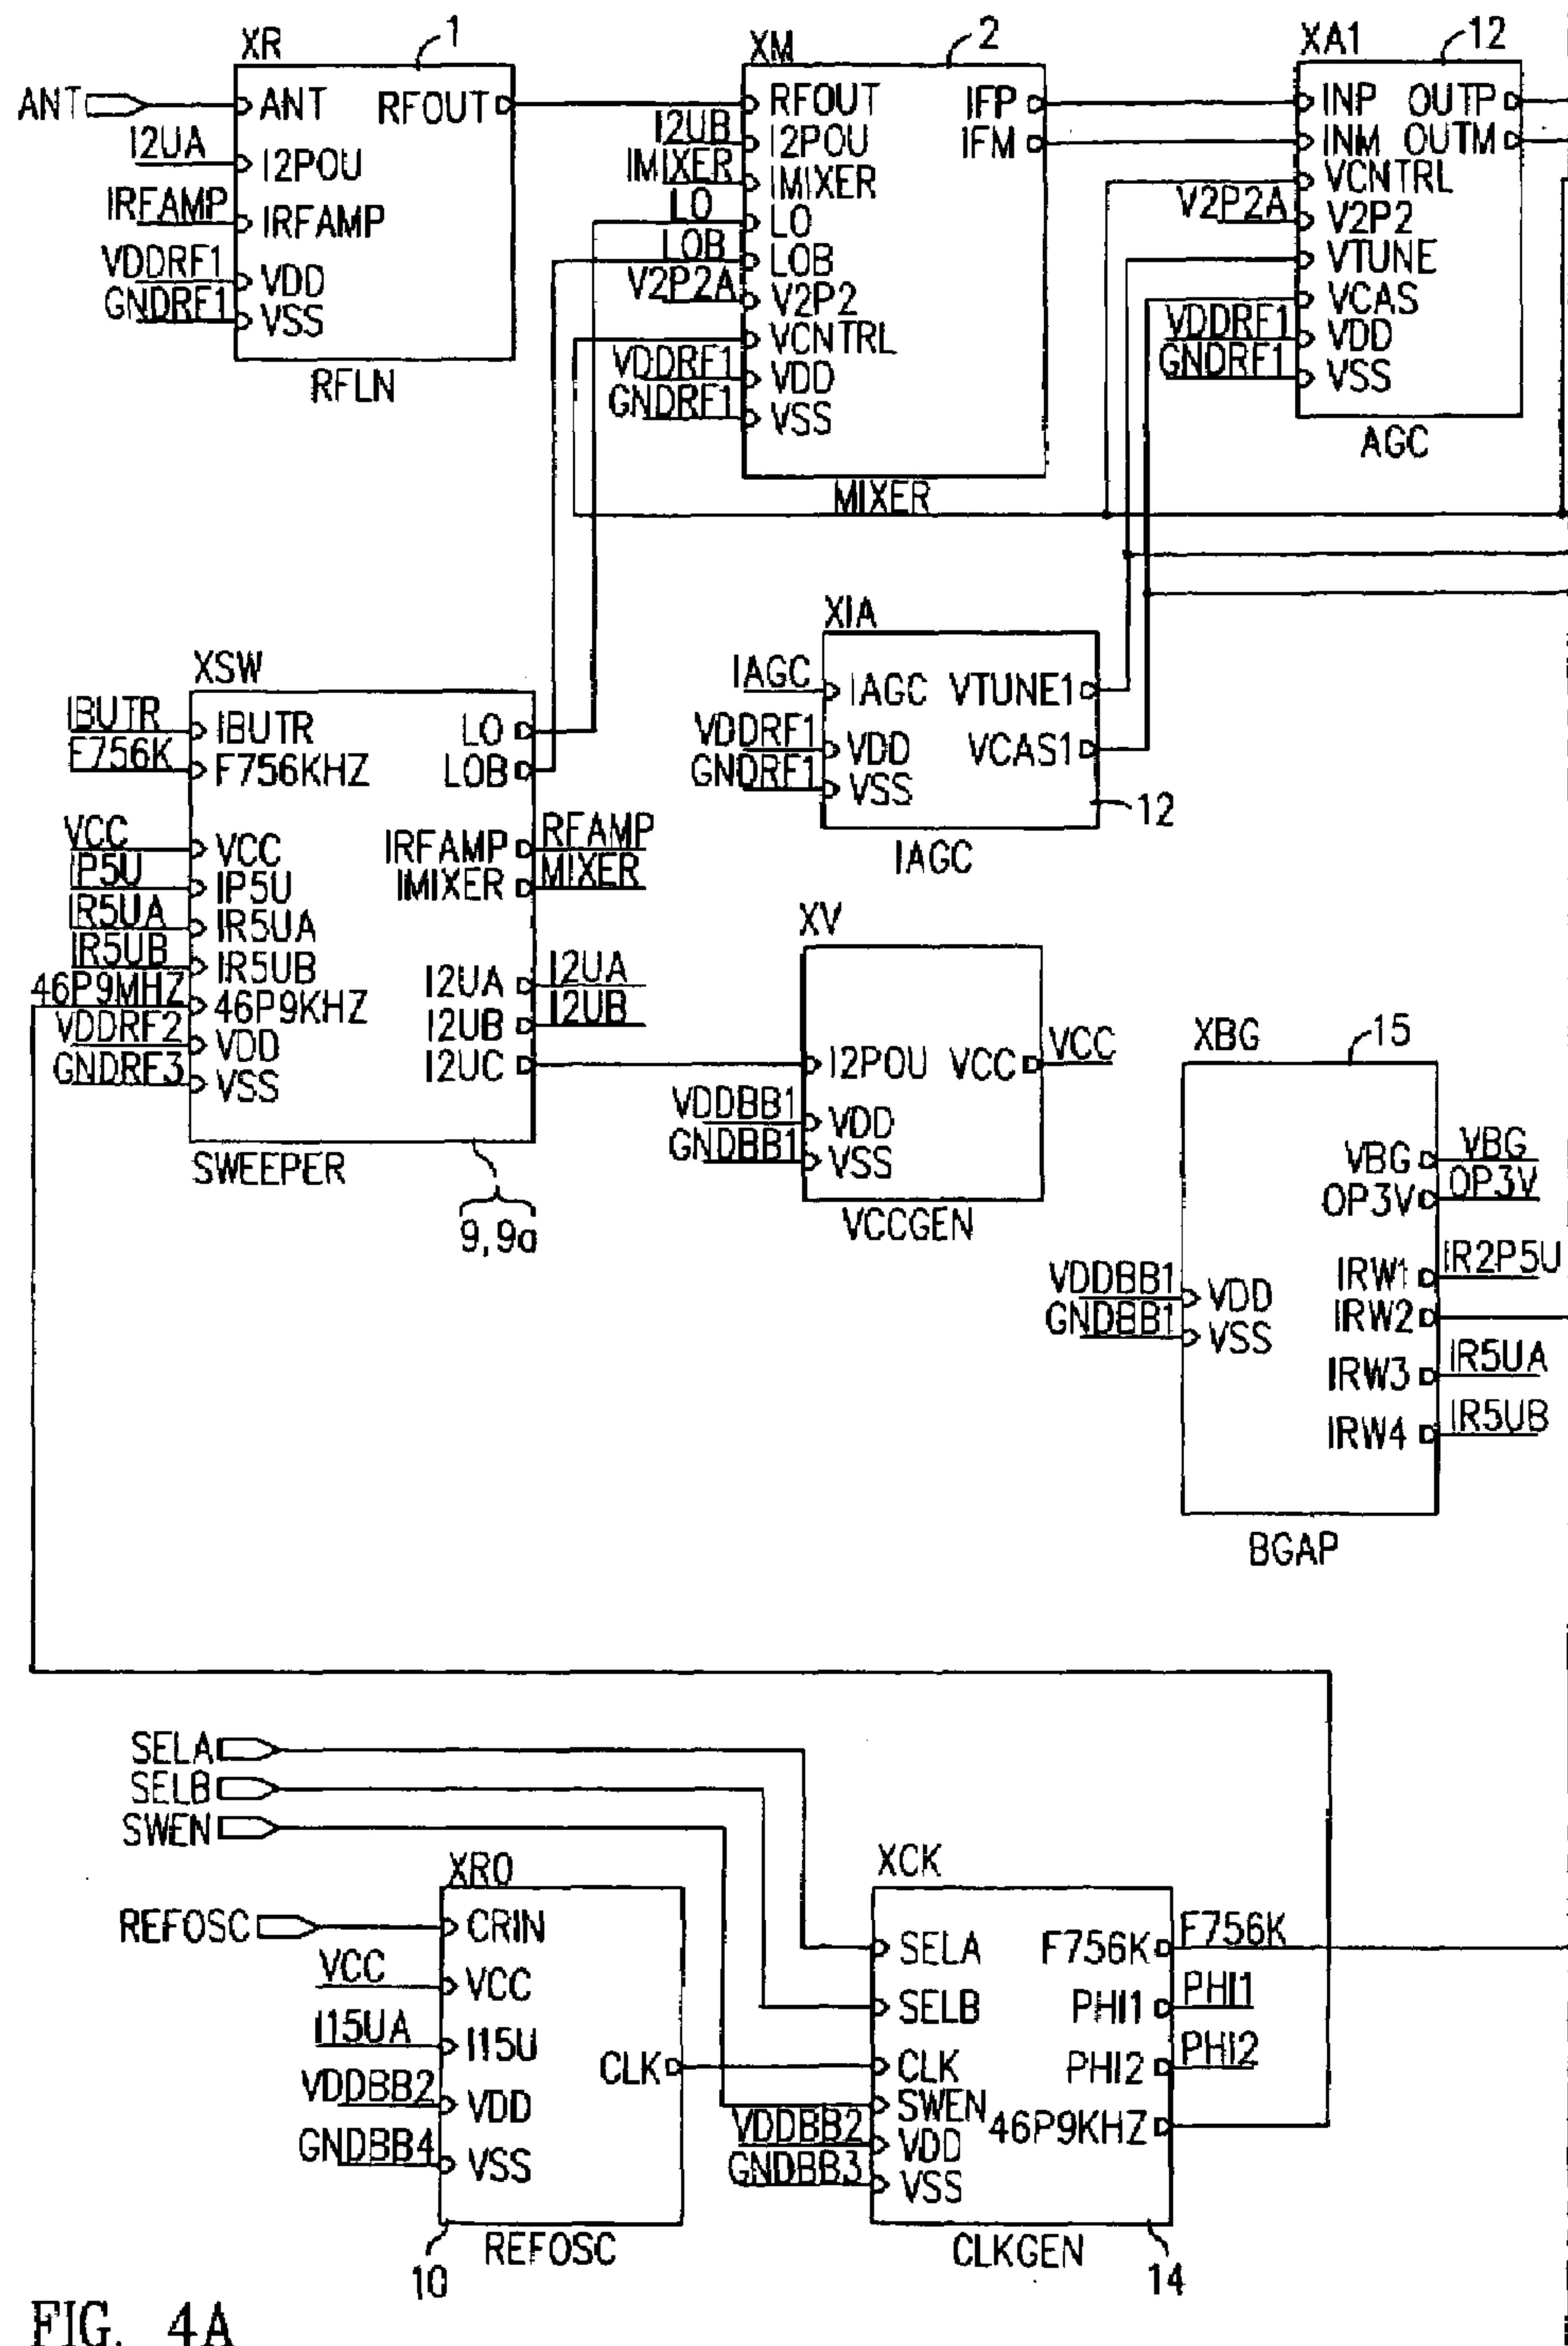 XR
1
ANT
I2UA
IRFAMP
VDDRF1
GNDRF1
ANT
RFOUT
I2POU
IRFAMP
VDD
VSS
RFLN
XM
2
I2UB
IMIXER
LO
LOB
V2P2A
VDDRF1
GNDRF1
RFOUT
IFP
I2POU
IFM
IMIXER
LO
LOB
V2P2
VCNTRL
VDD
VSS
MIXER
XA1
12
V2P2A
VDDRF1
GNDRF1
INP
OUTP
INM
OUTM
VCNTRL
V2P2
VTUNE
VCAS
VDD
VSS
AGC
XSW
IBUTR
F756K
VCC
IP5U
IR5UA
IR5UB
46P9MHZ
VDDRF2
GNDRF3
IBUTR
LO
F756KHZ
LOB
VCC
IRFAMP
RFAMP
IP5U
IMIXER
MIXER
IR5UA
IR5UB
I2UA
I2UA
46P9KHZ
I2UB
I2UB
VDD
I2UC
VSS
SWEEPER
9,9a
XIA
IAGC
VDDRF1
GNDRF1
IAGC
VTUNE1
VDD
VCAS1
VSS
12
IAGC
XV
VDDBB1
GNDBB1
I2POU
VCC
VCC
VDD
VSS
VCCGEN
XBG
15
VDDBB1
GNDBB1
VDD
VSS
VBG
VBG
OP3V
OP3V
IRW1
IR2P5U
IRW2
IRW3
IR5UA
IRW4
IR5UB
BGAP
SELA
SELB
SWEN
XRO
REFOSC
VCC
I15UA
VDDBB2
GNDBB4
CRIN
VCC
I15U
CLK
VDD
VSS
10
REFOSC
XCK
VDDBB2
GNDBB3
SELA
F756K
F756K
SELB
PHI1
PHI1
CLK
PHI2
PHI2
SWEN
46P9KHZ
VDD
VSS
CLKGEN
14
FIG. 4A